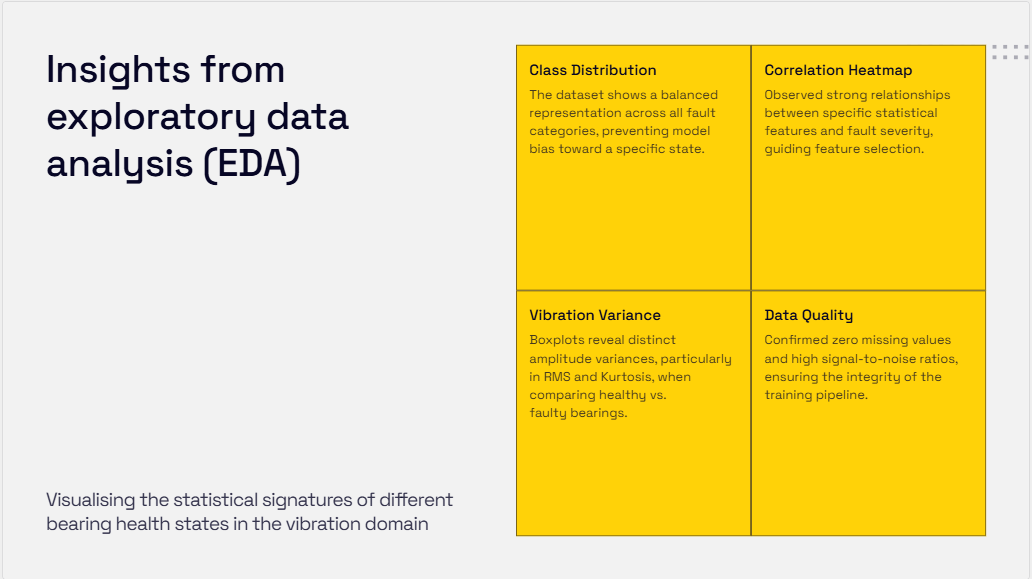 Insights from
exploratory data
analysis (EDA)
Visualising the statistical signatures of different
bearing health states in the vibration domain
Class Distribution
The dataset shows a balanced
representation across all fault
categories, preventing model
bias toward a specific state.
Correlation Heatmap
Observed strong relationships
between specific statistical
features and fault severity,
guiding feature selection.
Vibration Variance
Boxplots reveal distinct
amplitude variances, particularly
in RMS and Kurtosis, when
comparing healthy vs.
faulty bearings.
Data Quality
Confirmed zero missing values
and high signal-to-noise ratios,
ensuring the integrity of the
training pipeline.